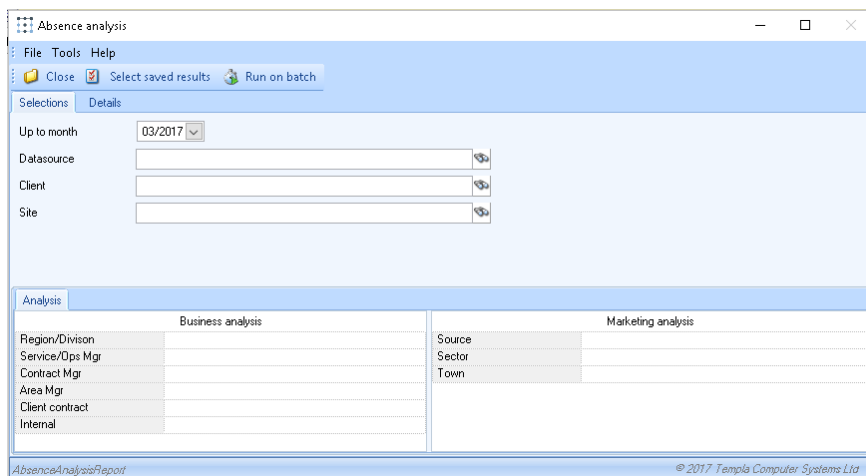 Absence analysis
File Tools Help
Close Select saved results Run on batch
Selections Details
Up to month 03/2017
Datasource
Client
Site
Analysis
Business analysis Marketing analysis
Region/Divison Source
Service/Ops Mgr Sector
Contract Mgr Town
Area Mgr
Client contract
Internal
AbsenceAnalysisReport © 2017 Templa Computer Systems Ltd